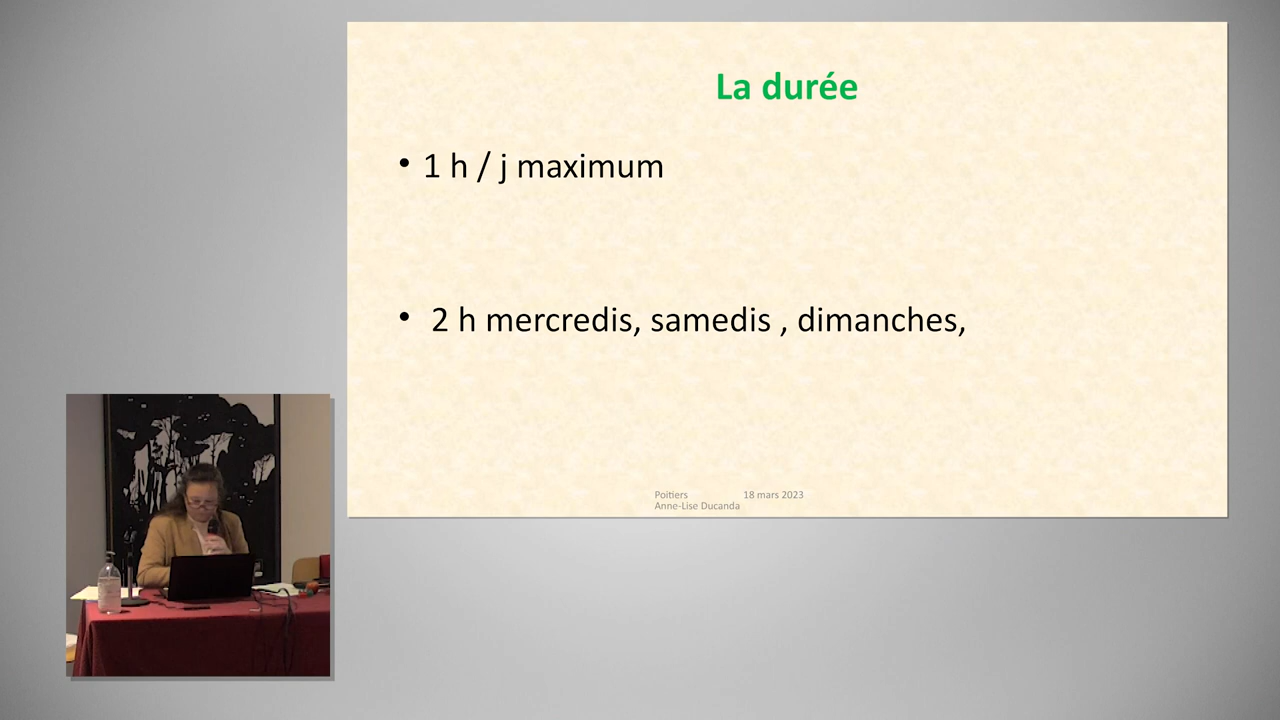 La durée
• 1 h / j maximum
• 2 h mercredis, samedis , dimanches,
Poitiers 18 mars 2023
Anne-Lise Ducanda